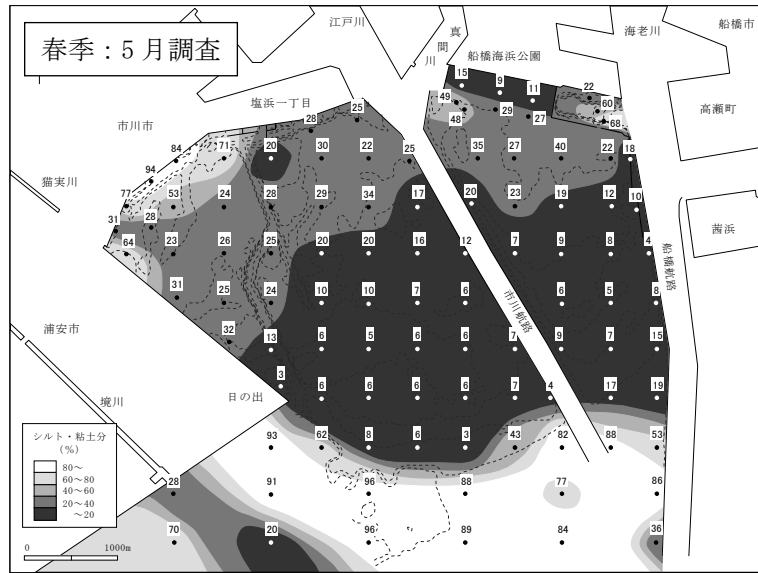 春季：5月調査
江戸川
真間川
船橋海浜公園
海老川
船橋市
高瀬町
塩浜一丁目
市川市
猫実川
茜浜
船橋航路
市川航路
浦安市
境川
日の出
15 9 11 22
49 48 29 27 60 68
25 28
84 71 20 30 22 25 35 27 40 22 18
94
77 53 24 28 29 34 17 20 23 19 12 10
31 28
64 23 26 25 20 20 16 12 7 9 8 4
31 25 24 10 10 7 6 6 5 8
32 13 6 5 6 6 7 9 7 15
3 6 6 6 6 7 4 17 19
93 62 8 6 3 43 82 88 53
28 91 96 88 77 86
70 20 96 89 84 36
シルト・粘土分
(%)
80～
60～80
40～60
20～40
～20
0 1000m